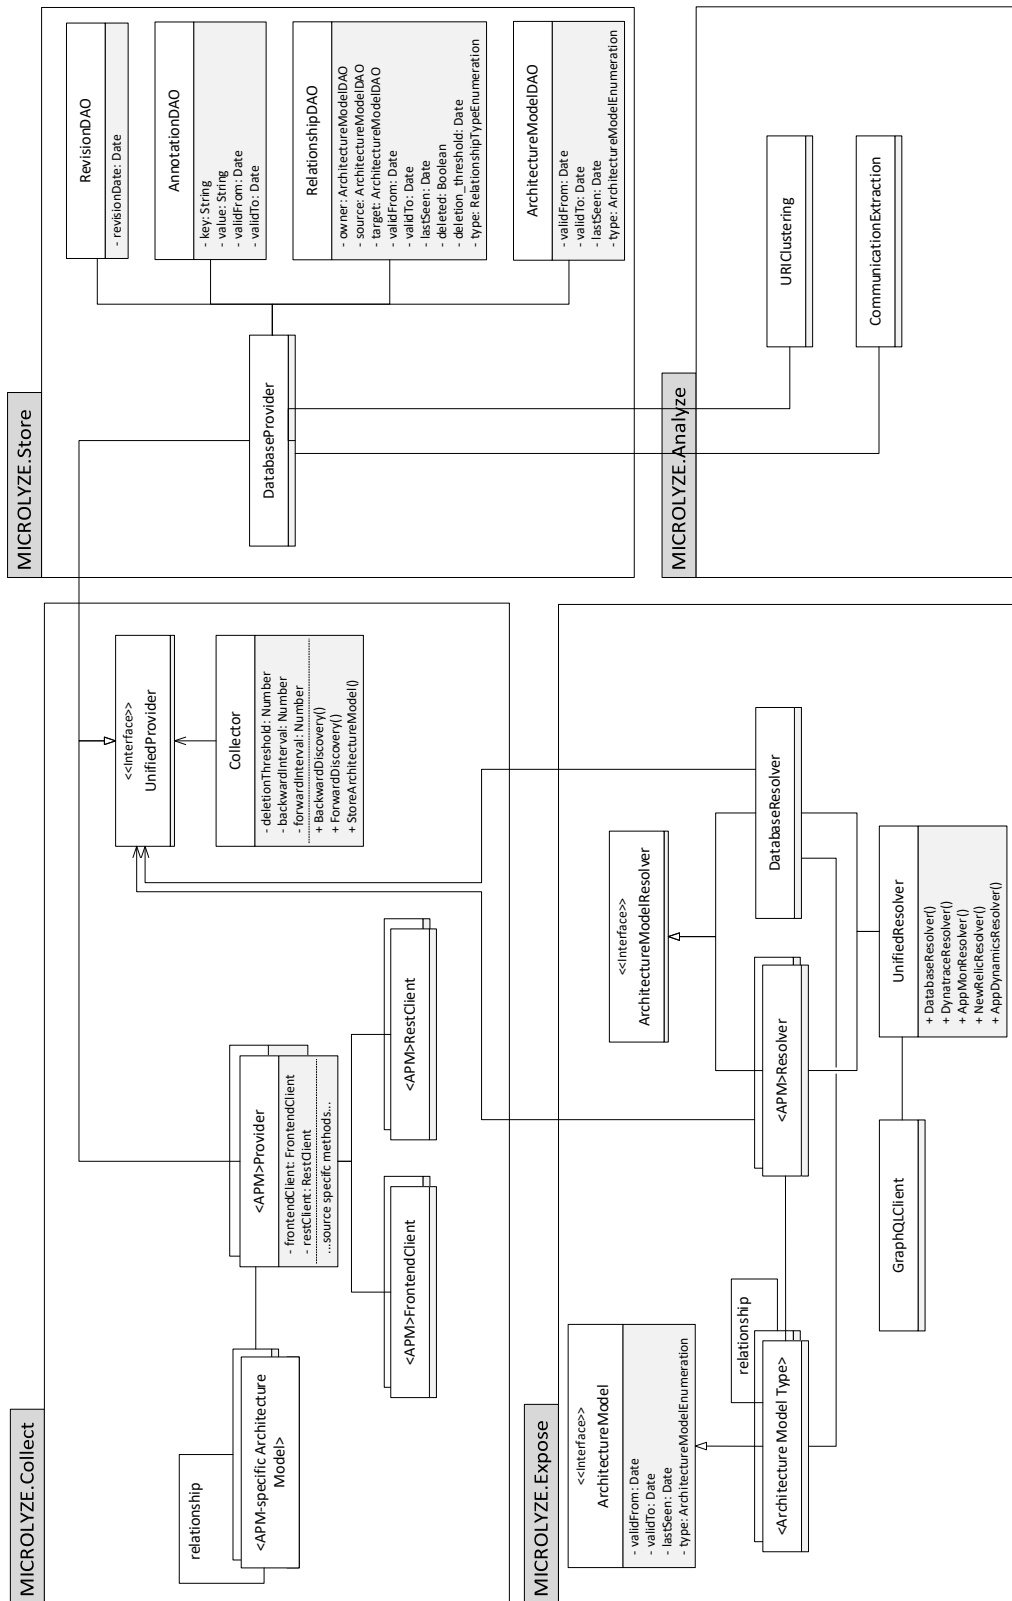 MICROLYZE.Collect
relationship
<APM-specific Architecture
Model>
<APM>Provider
- frontendClient: FrontendClient
- restClient: RestClient
...source specifc methods...
<APM>FrontendClient
<APM>RestClient
<<Interface>>
UnifiedProvider
Collector
- deletionThreshold: Number
- backwardInterval: Number
- forwardInterval: Number
+ BackwardDiscovery()
+ ForwardDiscovery()
+ StoreArchitectureModel()
MICROLYZE.Store
DatabaseProvider
RevisionDAO
- revisionDate: Date
AnnotationDAO
- key: String
- value: String
- validFrom: Date
- validTo: Date
RelationshipDAO
- owner: ArchitectureModelDAO
- source: ArchitectureModelDAO
- target: ArchitectureModelDAO
- validFrom: Date
- validTo: Date
- lastSeen: Date
- deleted: Boolean
- deletion_threshold: Date
- type: RelationshipTypeEnumeration
ArchitectureModelDAO
- validFrom: Date
- validTo: Date
- lastSeen: Date
- type: ArchitectureModelEnumeration
MICROLYZE.Expose
<<Interface>>
ArchitectureModel
- validFrom: Date
- validTo: Date
- lastSeen: Date
- type: ArchitectureModelEnumeration
relationship
<Architecture Model Type>
<<Interface>>
ArchitectureModelResolver
<APM>Resolver
DatabaseResolver
GraphQLClient
UnifiedResolver
+ DatabaseResolver()
+ DynatraceResolver()
+ AppMonResolver()
+ NewRelicResolver()
+ AppDynamicsResolver()
MICROLYZE.Analyze
URIClustering
CommunicationExtraction